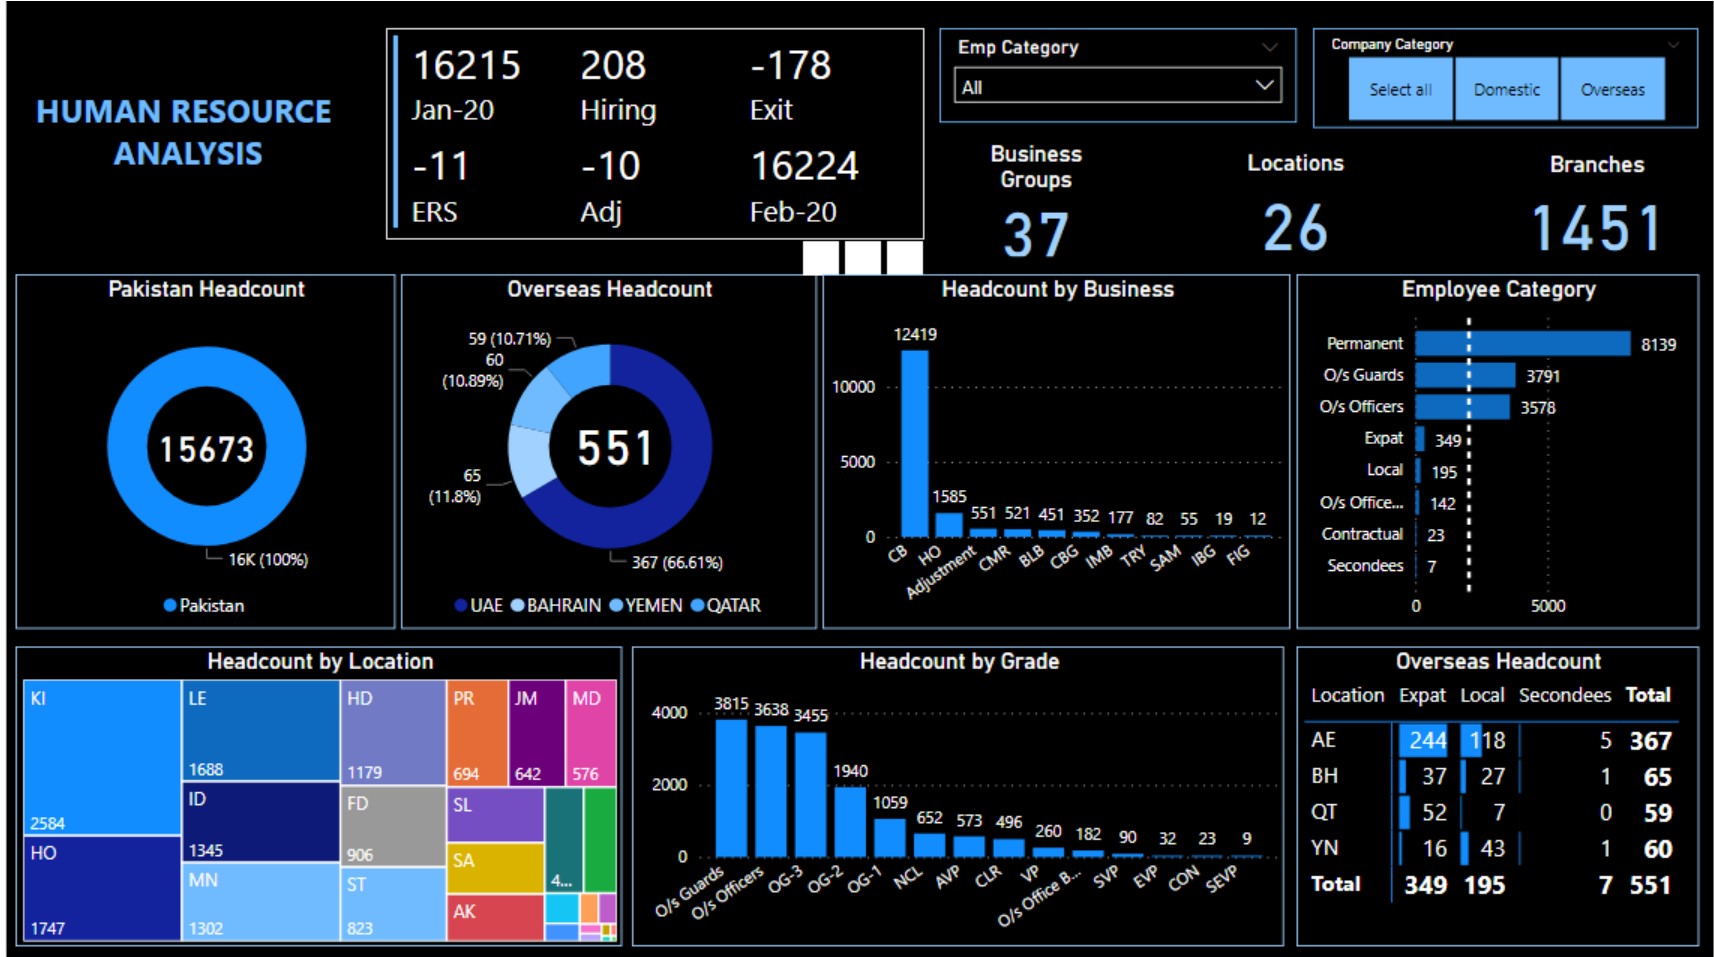 HUMAN RESOURCE
ANALYSIS
16215
208
-178
Jan-20
Hiring
Exit
-11
-10
16224
ERS
Adj
Feb-20
Emp Category
All
Company Category
Select all
Domestic
Overseas
Business
Groups
37
Locations
26
Branches
1451
Pakistan Headcount
15673
16K (100%)
Pakistan
Overseas Headcount
59 (10.71%)
60
(10.89%)
65
(11.8%)
551
367 (66.61%)
UAE BAHRAIN YEMEN QATAR
Headcount by Business
12419
10000
5000
1585 551 521 451 352 177 82 55 19 12
0
CB HO Adjustment CMR BLB CBG IMB TRY SAM IBG FIG
Employee Category
Permanent 8139
O/s Guards 3791
O/s Officers 3578
Expat 349
Local 195
O/s Office... 142
Contractual 23
Secondees 7
0 5000
Headcount by Location
KI
2584
HO
1747
LE
1688
ID
1345
MN
1302
HD
1179
FD
906
ST
823
PR
694
JM
642
MD
576
SL
SA
AK
4...
Headcount by Grade
4000
2000
0
3815 3638 3455 1940 1059 652 573 496 260 182 90 32 23 9
O/s Guards O/s Officers OG-3 OG-2 OG-1 NCL AVP CLR VP O/s Office B... SVP EVP CON SEVP
Overseas Headcount
Location Expat Local Secondees Total
AE 244 118 5 367
BH 37 27 1 65
QT 52 7 0 59
YN 16 43 1 60
Total 349 195 7 551